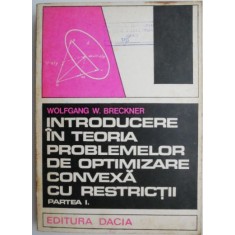 WOLFGANG W. BRECKNER
INTRODUCERE
ÎN TEORIA
PROBLEMELOR
DE OPTIMIZARE
CONVEXĂ
CU RESTRICȚII
PARTEA I.
EDITURA DACIA